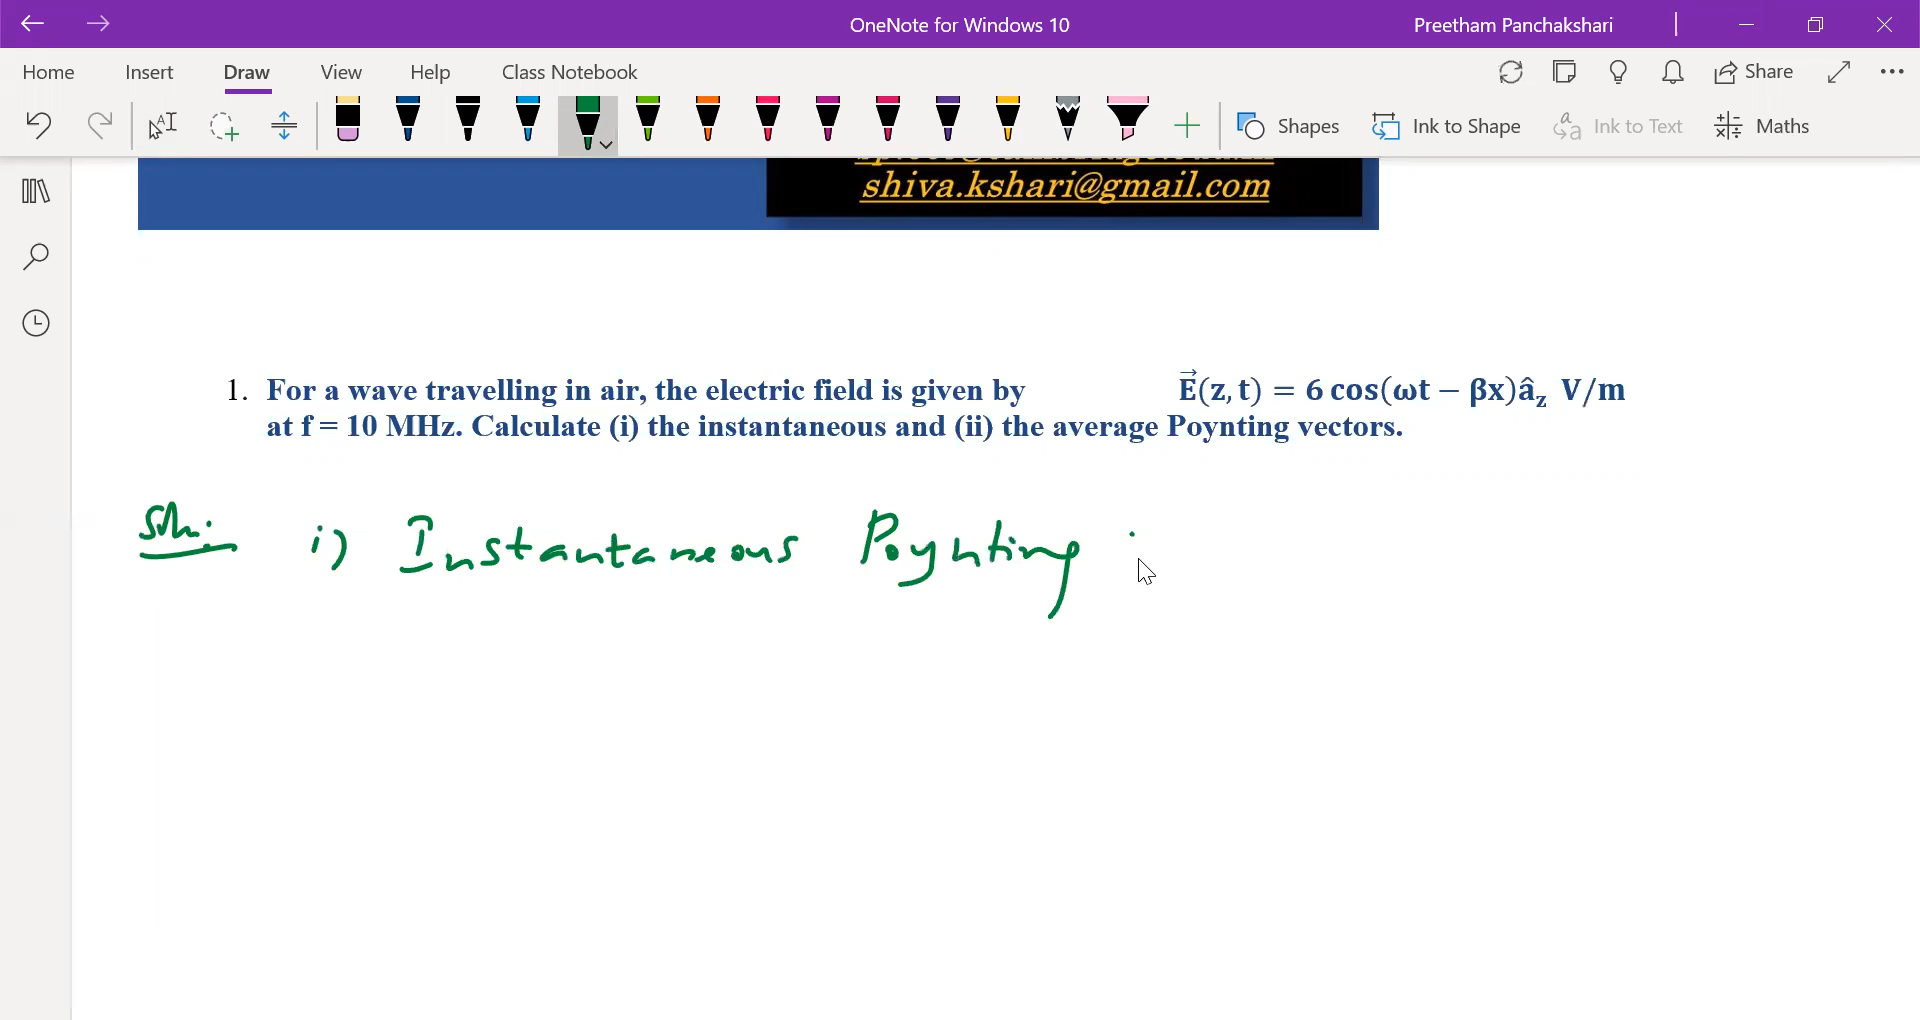 OneNote for Windows 10
Preetham Panchakshari
Home Insert Draw View Help Class Notebook
Share
Shapes Ink to Shape Ink to Text Maths
shiva.kshari@gmail.com
1. For a wave travelling in air, the electric field is given by E⃗(z, t) = 6 cos(ωt − βx)â_z V/m
at f = 10 MHz. Calculate (i) the instantaneous and (ii) the average Poynting vectors.
Soln: i) Instantaneous Poynting